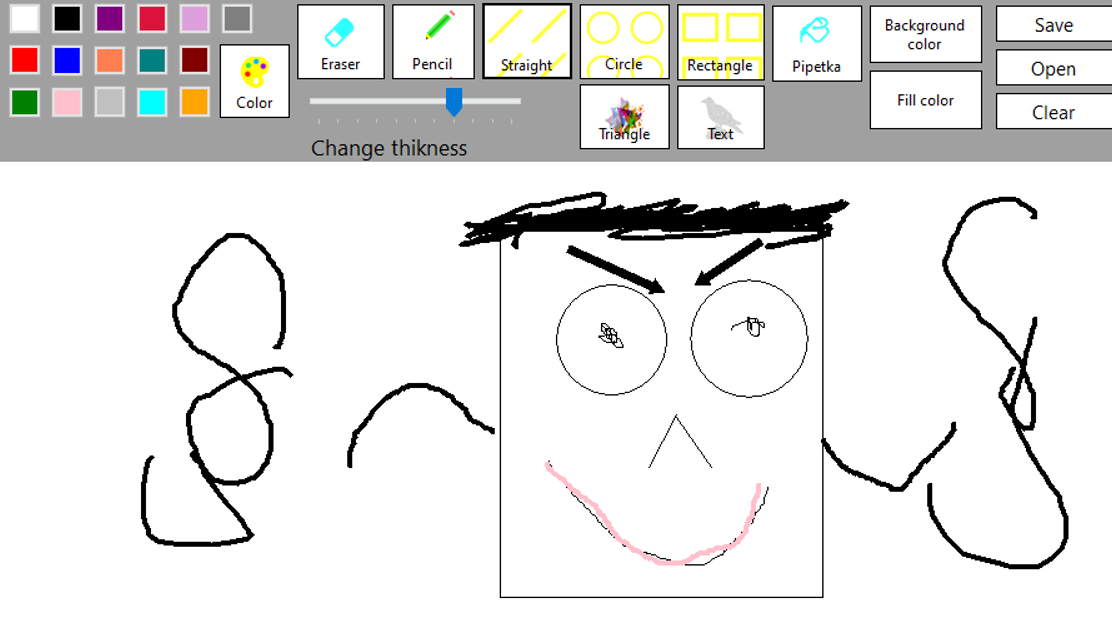 Eraser
Pencil
Straight
Circle
Rectangle
Pipetka
Background
color
Save
Color
Triangle
Text
Fill color
Open
Clear
Change thikness